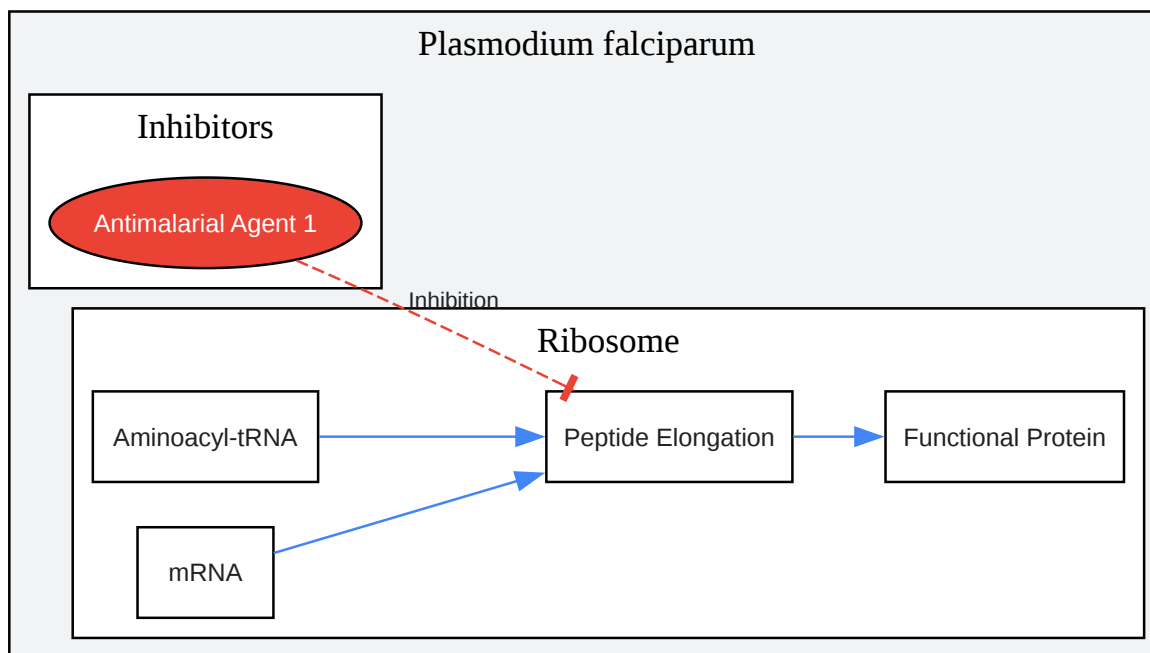 Plasmodium falciparum
Inhibitors
Antimalarial Agent 1
Inhibition
Ribosome
Aminoacyl-tRNA
Peptide Elongation
Functional Protein
mRNA